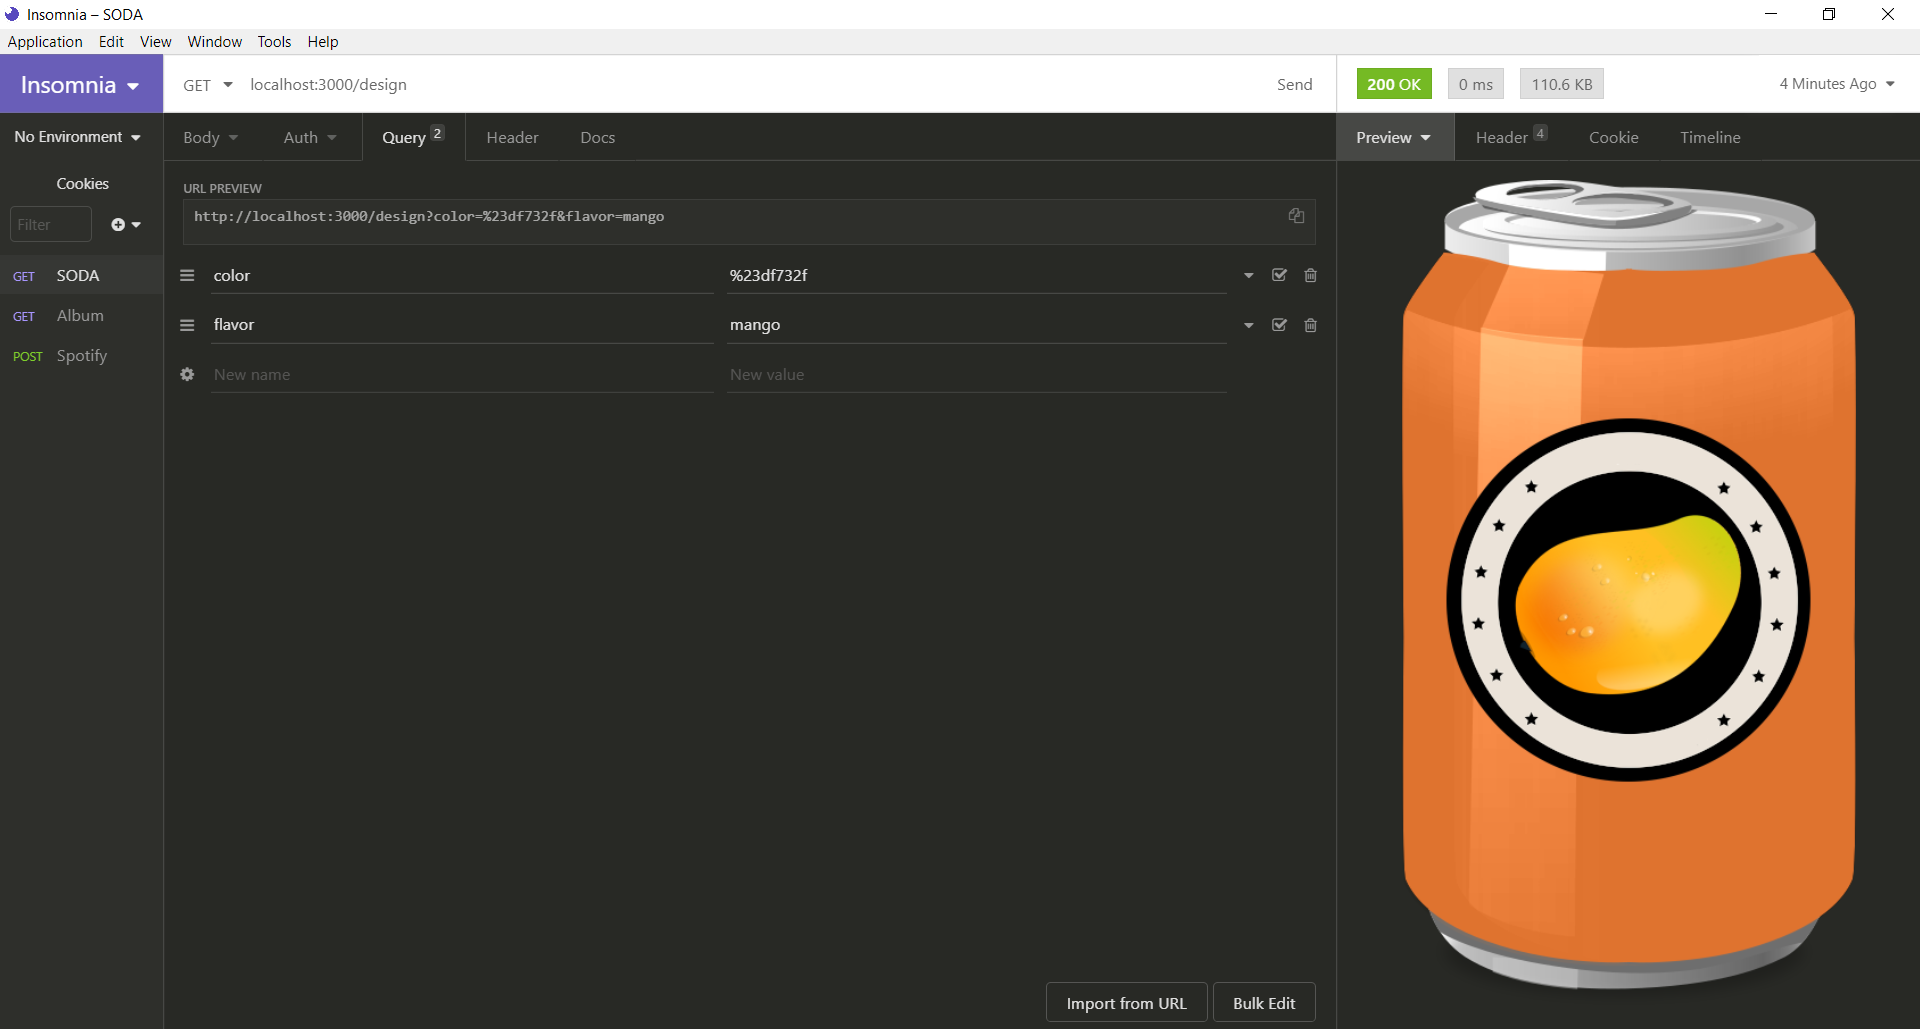 Insomnia – SODA
Application Edit View Window Tools Help
Insomnia
GET localhost:3000/design Send
200 OK 0 ms 110.6 KB 4 Minutes Ago
No Environment
Body Auth Query 2 Header Docs
Preview Header 4 Cookie Timeline
Cookies
Filter
GET SODA
GET Album
POST Spotify
URL PREVIEW
http://localhost:3000/design?color=%23df732f&flavor=mango
color %23df732f
flavor mango
New name New value
Import from URL Bulk Edit